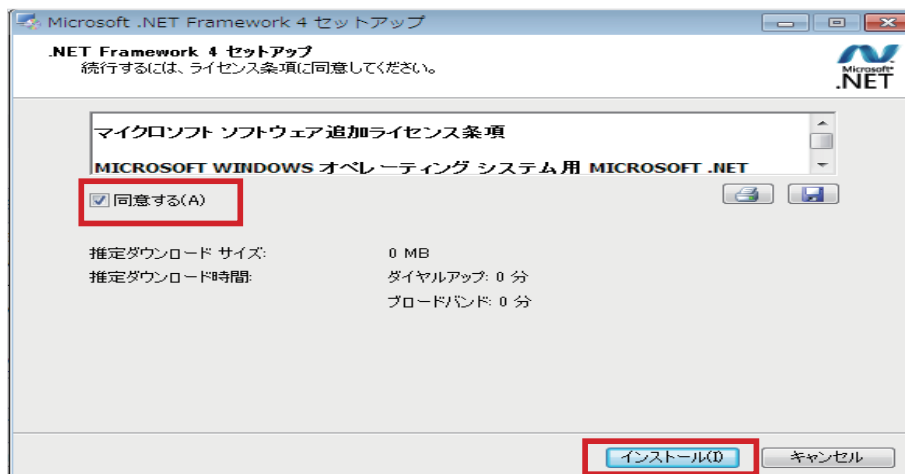 Microsoft .NET Framework 4 セットアップ
.NET Framework 4 セットアップ
続行するには、ライセンス条項に同意してください。
Microsoft
.NET
マイクロソフト ソフトウェア追加ライセンス条項
MICROSOFT WINDOWS オペレーティング システム用 MICROSOFT .NET
同意する(A)
推定ダウンロード サイズ: 0 MB
推定ダウンロード時間: ダイヤルアップ: 0 分
ブロードバンド: 0 分
インストール(I) キャンセル